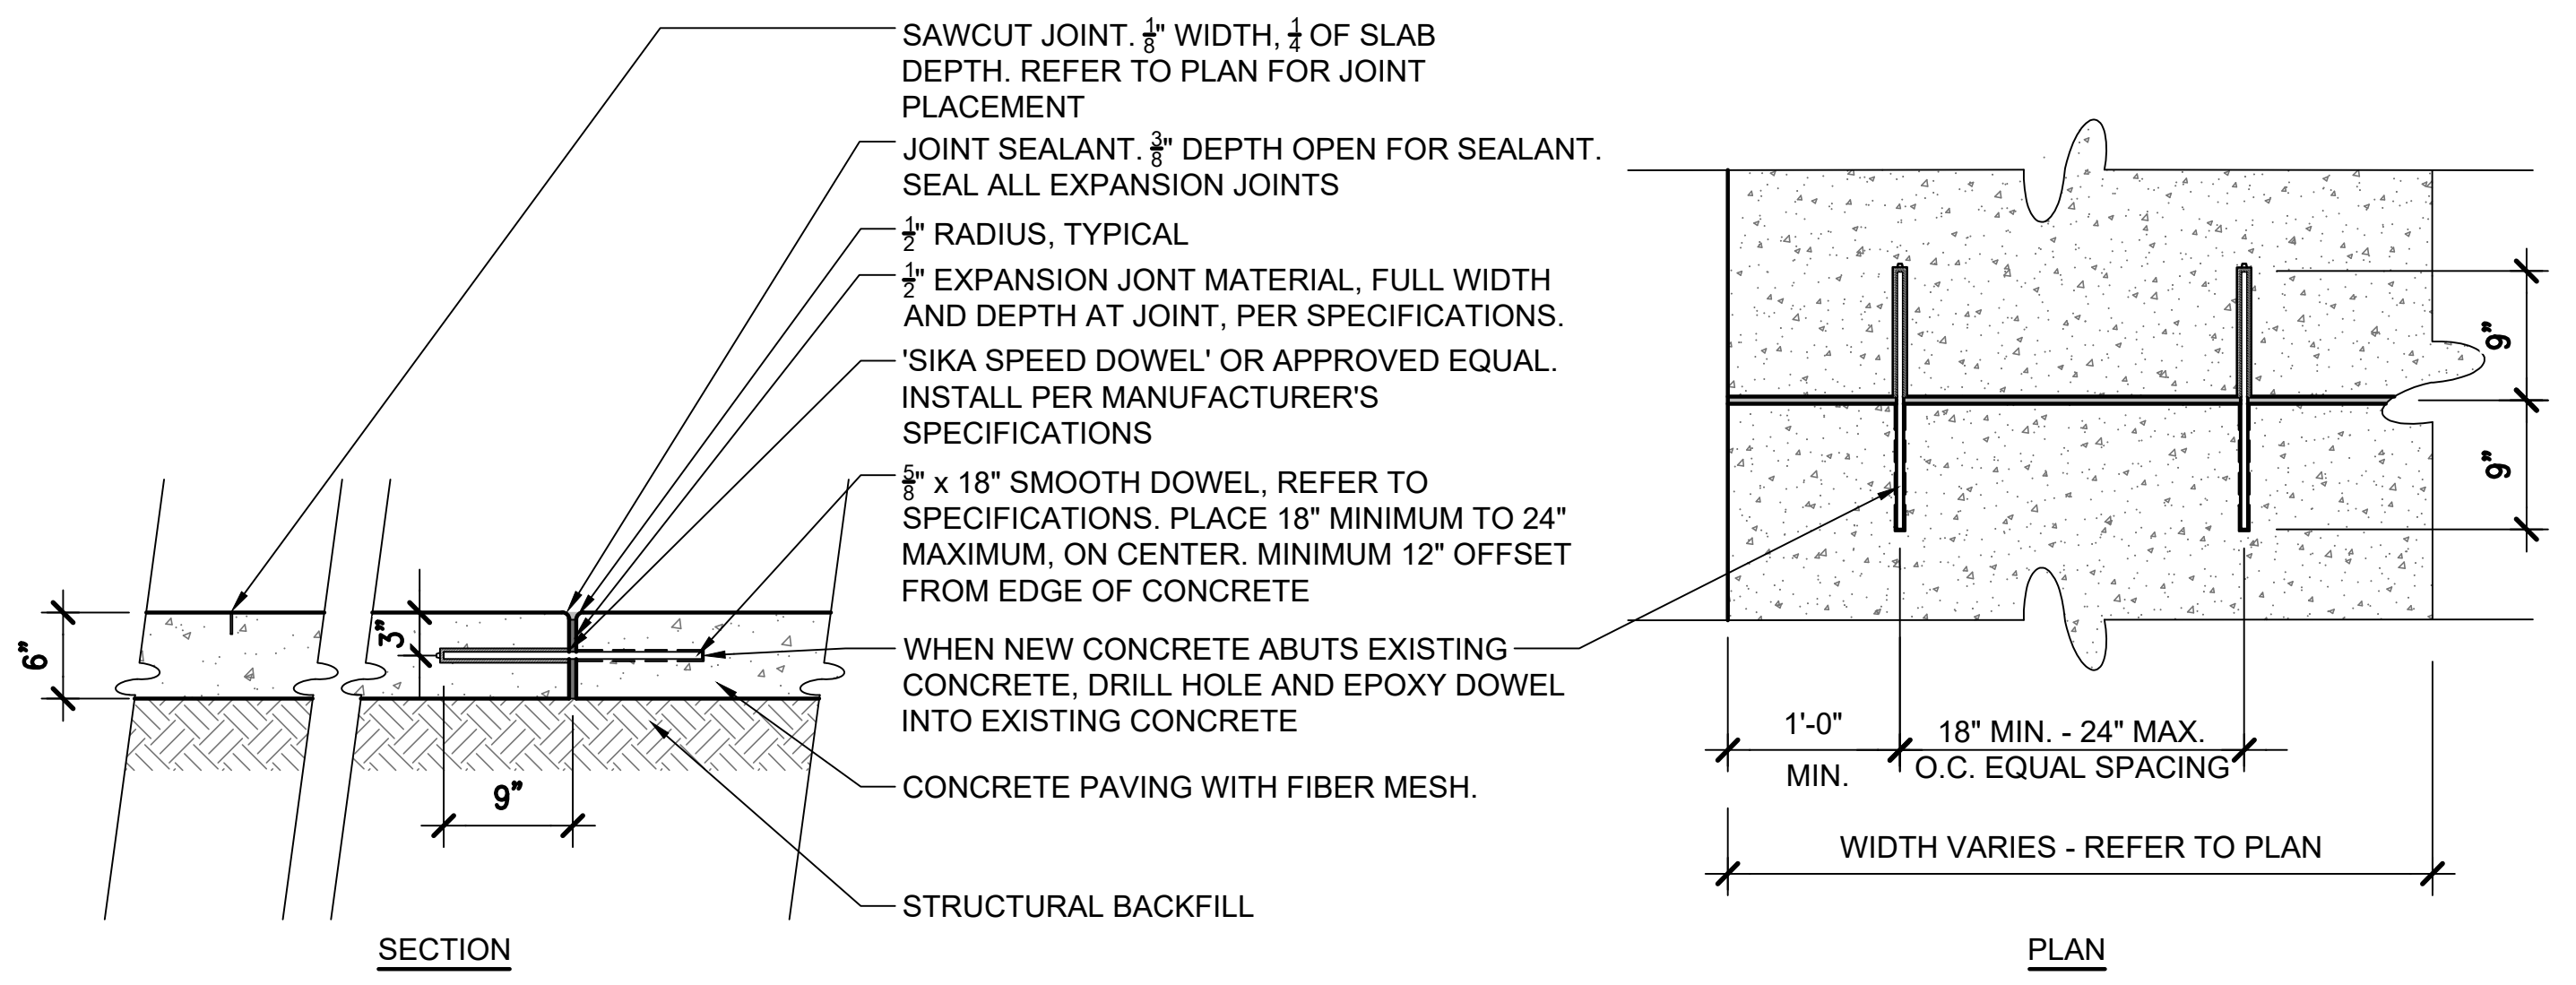 SAWCUT JOINT. 1/8" WIDTH, 1/4 OF SLAB
DEPTH. REFER TO PLAN FOR JOINT
PLACEMENT
JOINT SEALANT. 3/8" DEPTH OPEN FOR SEALANT.
SEAL ALL EXPANSION JOINTS
1/2" RADIUS, TYPICAL
1/2" EXPANSION JONT MATERIAL, FULL WIDTH
AND DEPTH AT JOINT, PER SPECIFICATIONS.
'SIKA SPEED DOWEL' OR APPROVED EQUAL.
INSTALL PER MANUFACTURER'S
SPECIFICATIONS
5/8" x 18" SMOOTH DOWEL, REFER TO
SPECIFICATIONS. PLACE 18" MINIMUM TO 24"
MAXIMUM, ON CENTER. MINIMUM 12" OFFSET
FROM EDGE OF CONCRETE
WHEN NEW CONCRETE ABUTS EXISTING
CONCRETE, DRILL HOLE AND EPOXY DOWEL
INTO EXISTING CONCRETE
CONCRETE PAVING WITH FIBER MESH.
STRUCTURAL BACKFILL
6"
3"
9"
SECTION
9"
9"
1'-0"
MIN.
18" MIN. - 24" MAX.
O.C. EQUAL SPACING
WIDTH VARIES - REFER TO PLAN
PLAN